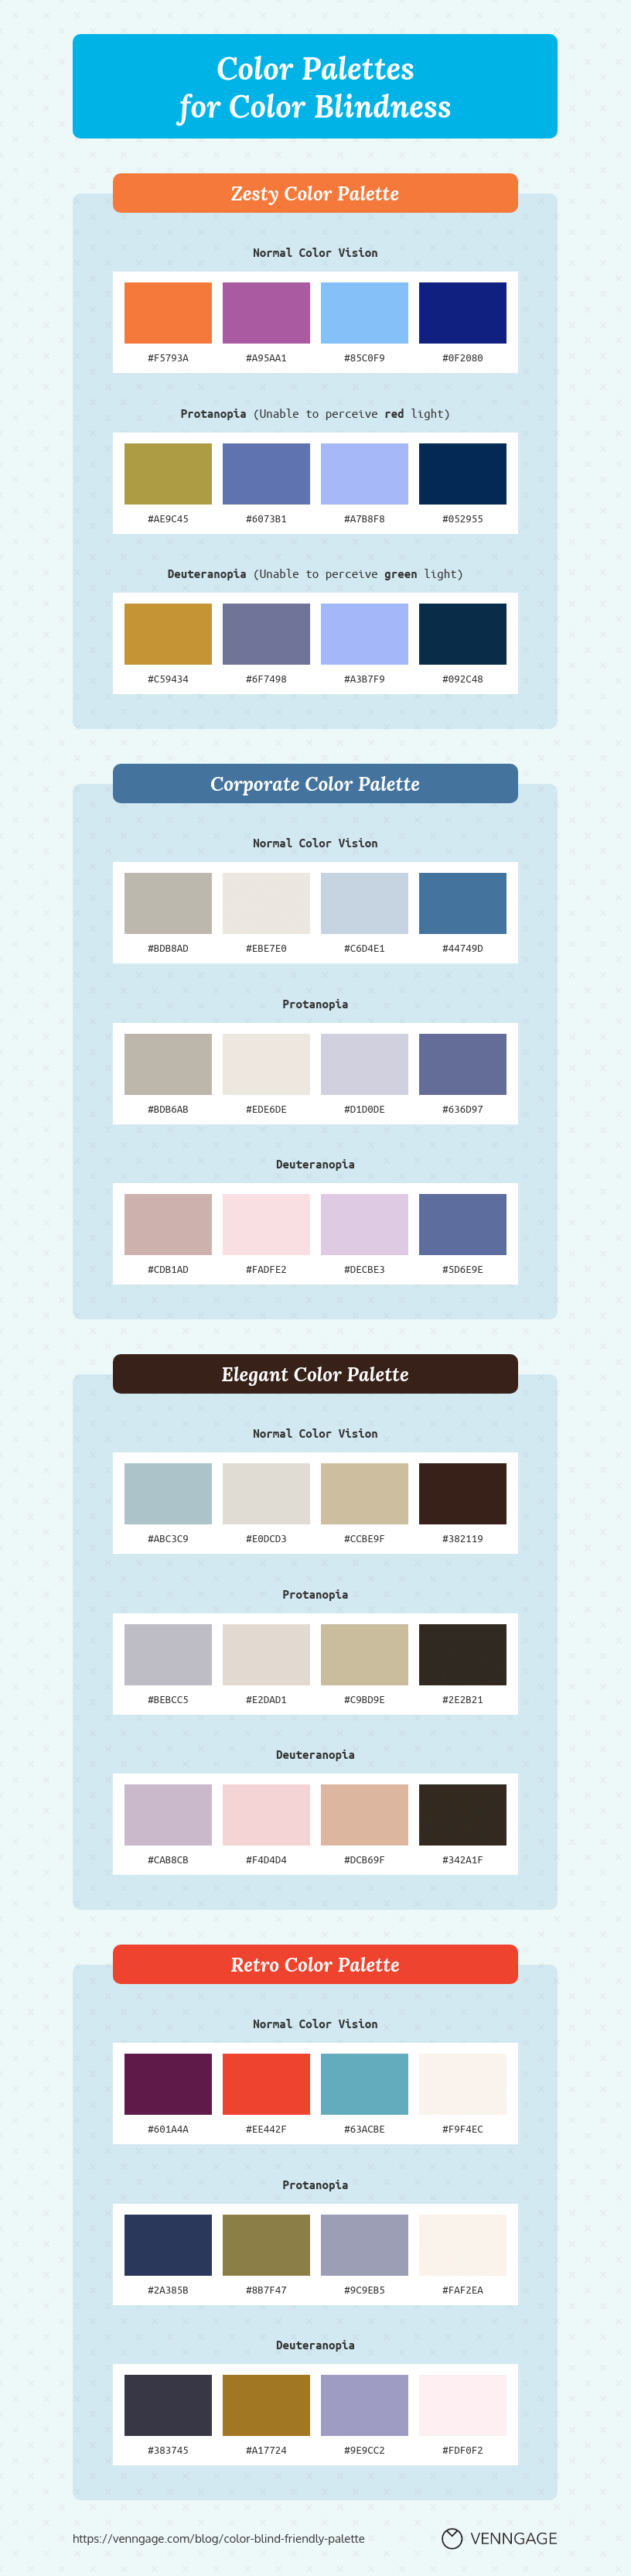 Color Palettes
for Color Blindness
Zesty Color Palette
Normal Color Vision
#F5793A #A95AA1 #85C0F9 #0F2080
Protanopia (Unable to perceive red light)
#AE9C45 #6073B1 #A7B8F8 #052955
Deuteranopia (Unable to perceive green light)
#C59434 #6F7498 #A3B7F9 #092C48
Corporate Color Palette
Normal Color Vision
#BDB8AD #EBE7E0 #C6D4E1 #44749D
Protanopia
#BDB6AB #EDE6DE #D1D0DE #636D97
Deuteranopia
#CDB1AD #FADFE2 #DECBE3 #5D6E9E
Elegant Color Palette
Normal Color Vision
#ABC3C9 #E0DCD3 #CCBE9F #382119
Protanopia
#BEBCC5 #E2DAD1 #C9BD9E #2E2B21
Deuteranopia
#CAB8CB #F4D4D4 #DCB69F #342A1F
Retro Color Palette
Normal Color Vision
#601A4A #EE442F #63ACBE #F9F4EC
Protanopia
#2A385B #8B7F47 #9C9EB5 #FAF2EA
Deuteranopia
#383745 #A17724 #9E9CC2 #FDF0F2
https://venngage.com/blog/color-blind-friendly-palette VENNGAGE